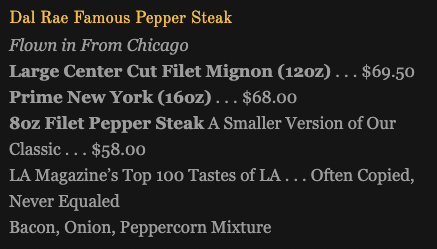 Dal Rae Famous Pepper Steak
Flown in From Chicago
Large Center Cut Filet Mignon (12oz) . . . $69.50
Prime New York (16oz) . . . $68.00
8oz Filet Pepper Steak A Smaller Version of Our
Classic . . . $58.00
LA Magazine’s Top 100 Tastes of LA . . . Often Copied,
Never Equaled
Bacon, Onion, Peppercorn Mixture